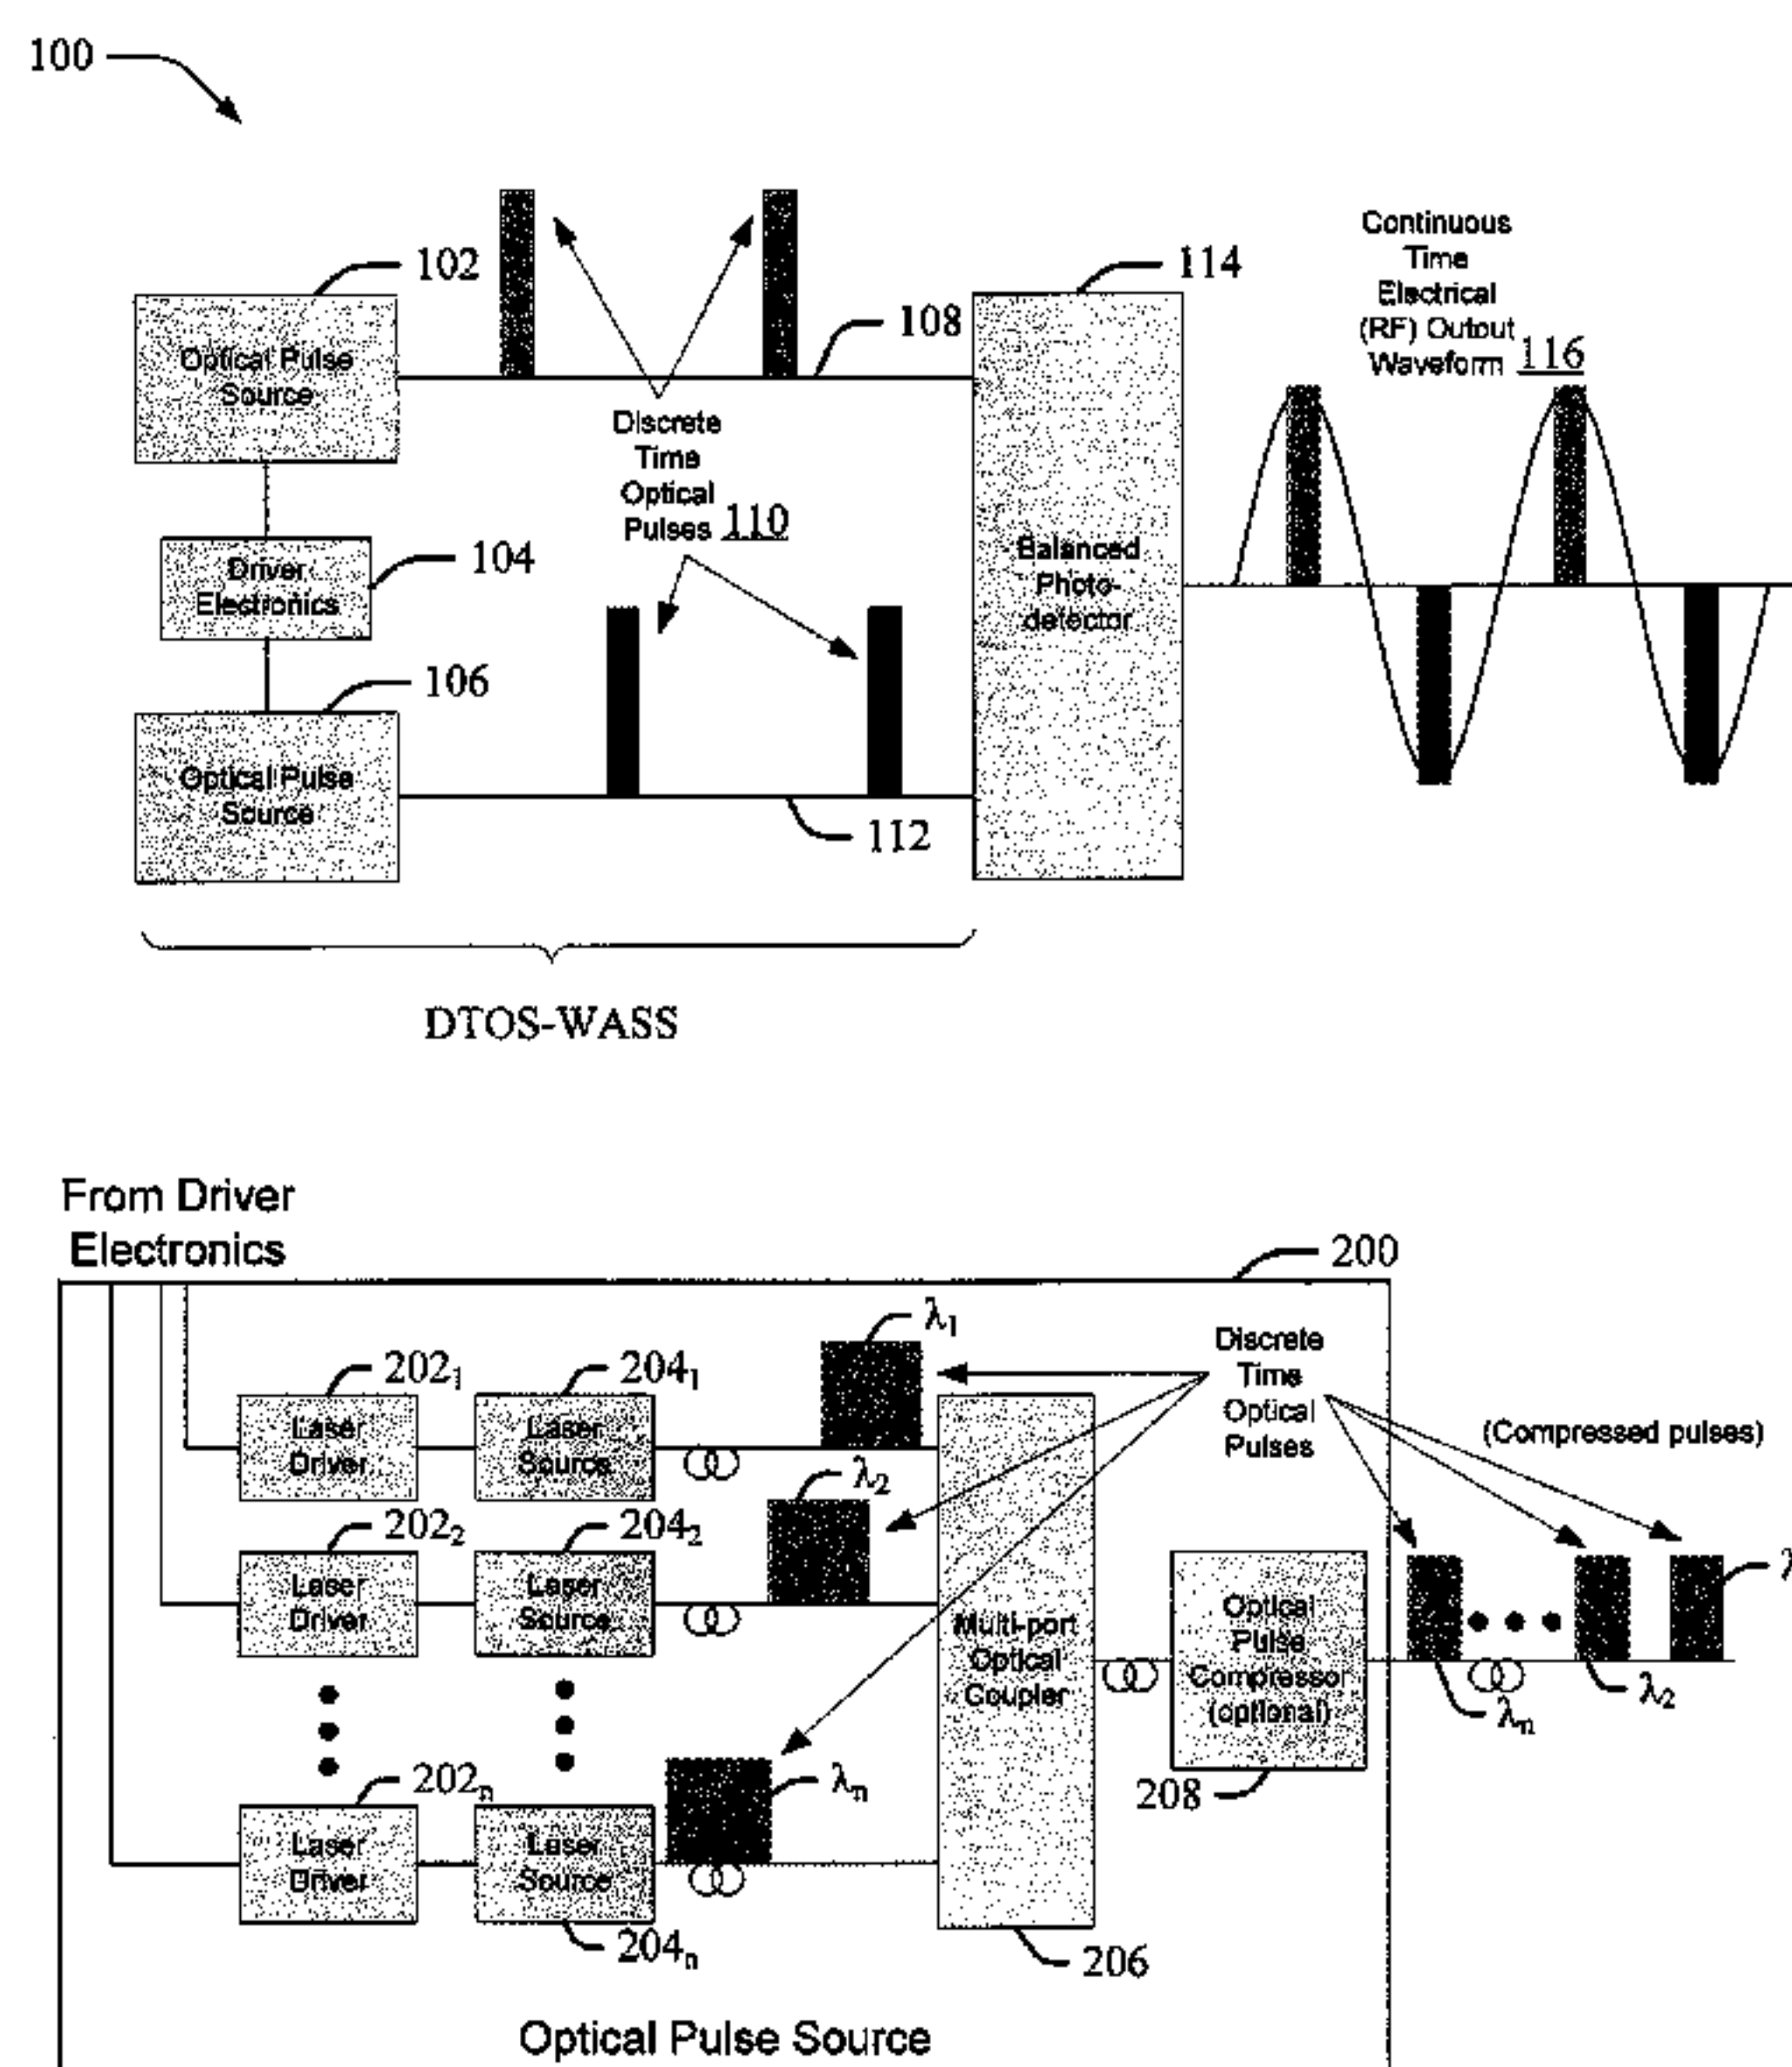 100
102
108
114
Continuous
Time
Electrical
(RF) Output
Waveform 116
Optical Pulse
Source
Discrete
Time
Optical
Pulses 110
Driver
Electronics
104
Balanced
Photo-
detector
106
Optical Pulse
Source
112
DTOS-WASS
From Driver
Electronics
200
λ1
Discrete
Time
Optical
Pulses
(Compressed pulses)
2021
2041
Laser
Driver
Laser
Source
λ2
2022
2042
Laser
Driver
Laser
Source
Multi-port
Optical
Coupler
Optical
Pulse
Compressor
(optional)
λ
λ2
λn
202n
λn
208
Laser
Driver
Laser
Source
204n
206
Optical Pulse Source